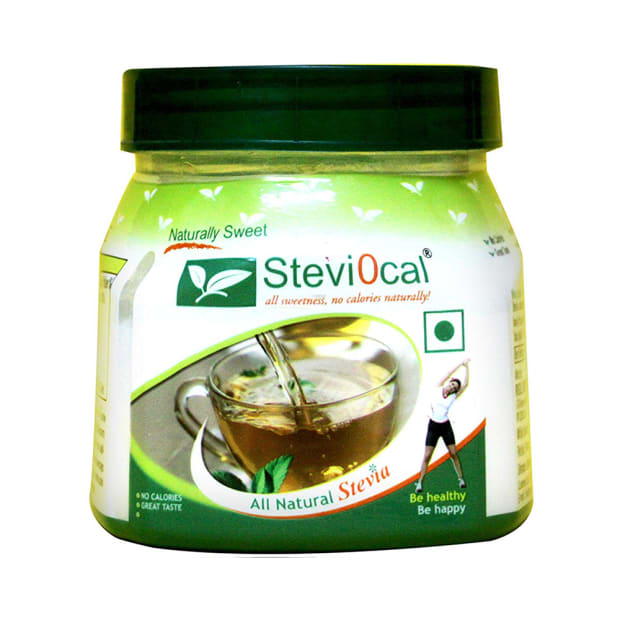 Naturally Sweet
Stevi0cal®
all sweetness, no calories naturally!
All Natural Stevia
NO CALORIES
GREAT TASTE
Be healthy
Be happy